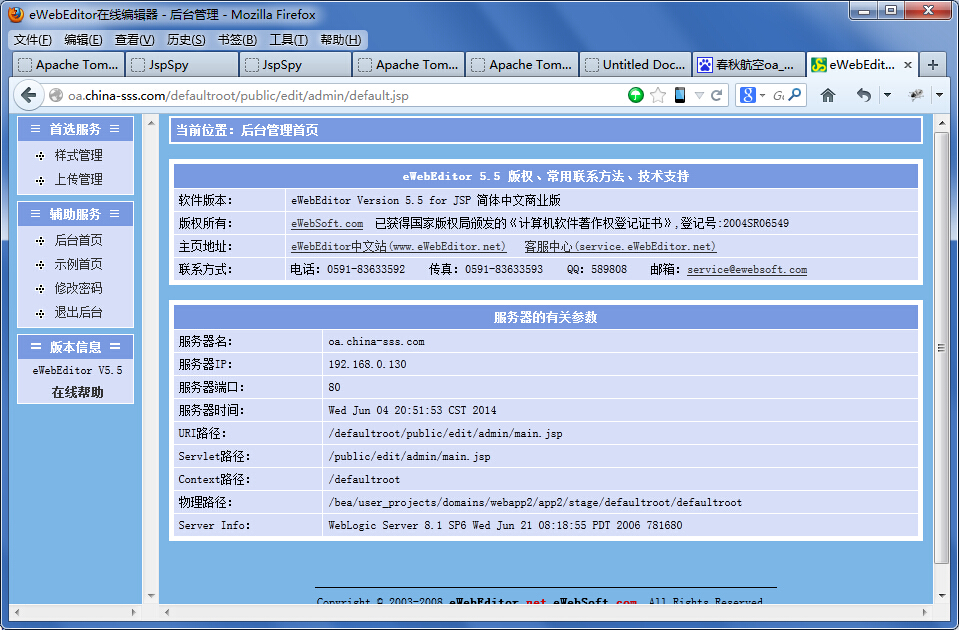 eWebEditor在线编辑器 - 后台管理 - Mozilla Firefox
文件(F) 编辑(E) 查看(V) 历史(S) 书签(B) 工具(T) 帮助(H)
Apache Tom... JspSpy JspSpy Apache Tom... Apache Tom... Untitled Doc... 春秋航空oa_... eWebEdit...
oa.china-sss.com/defaultroot/public/edit/admin/default.jsp
首选服务
样式管理
上传管理
辅助服务
后台首页
示例首页
修改密码
退出后台
版本信息
eWebEditor V5.5
在线帮助
当前位置：后台管理首页
eWebEditor 5.5 版权、常用联系方法、技术支持
软件版本： eWebEditor Version 5.5 for JSP 简体中文商业版
版权所有： eWebSoft.com 已获得国家版权局颁发的《计算机软件著作权登记证书》,登记号:2004SR06549
主页地址： eWebEditor中文站(www.eWebEditor.net) 客服中心(service.eWebEditor.net)
联系方式： 电话：0591-83633592 传真：0591-83633593 QQ：589808 邮箱：service@ewebsoft.com
服务器的有关参数
服务器名： oa.china-sss.com
服务器IP： 192.168.0.130
服务器端口： 80
服务器时间： Wed Jun 04 20:51:53 CST 2014
URI路径： /defaultroot/public/edit/admin/main.jsp
Servlet路径： /public/edit/admin/main.jsp
Context路径： /defaultroot
物理路径： /bea/user_projects/domains/webapp2/app2/stage/defaultroot/defaultroot
Server Info： WebLogic Server 8.1 SP6 Wed Jun 21 08:18:55 PDT 2006 781680
Copyright © 2003-2008 eWebEditor.net eWebSoft.com. All Rights Reserved